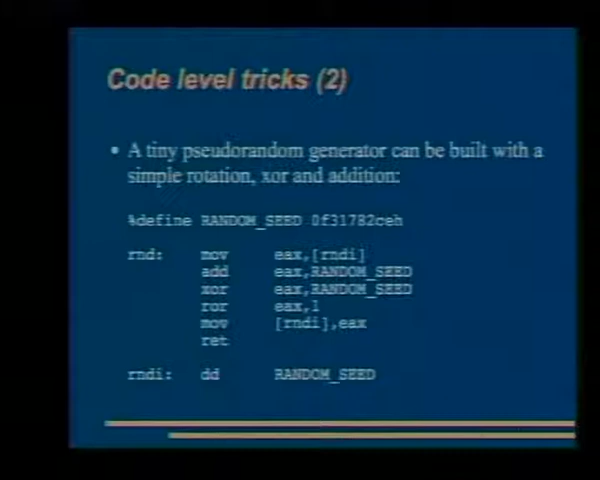 Code level tricks (2)
• A tiny pseudorandom generator can be built with a
simple rotation, xor and addition:
%define RANDOM_SEED 0f31782ceh
rnd: mov eax,[rndi]
add eax,RANDOM_SEED
xor eax,RANDOM_SEED
ror eax,1
mov [rndi],eax
ret
rndi: dd RANDOM_SEED